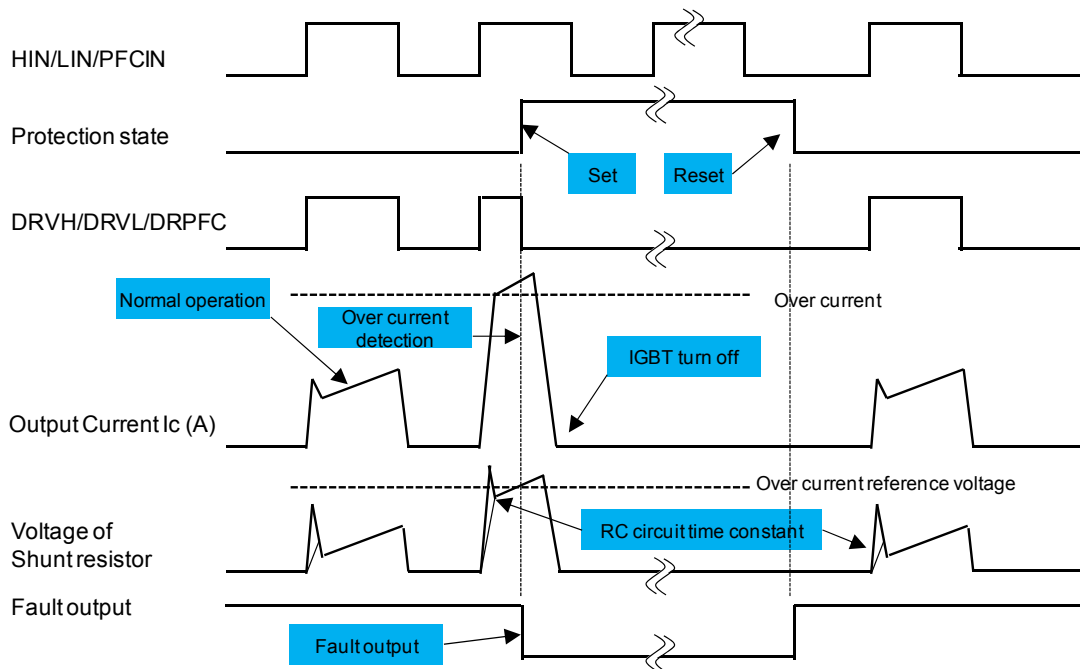 HIN/LIN/PFCIN
Protection state
Set
Reset
DRVH/DRVL/DRPFC
Normal operation
Over current
Over current
detection
IGBT turn off
Output Current Ic (A)
Over current reference voltage
RC circuit time constant
Voltage of
Shunt resistor
Fault output
Fault output